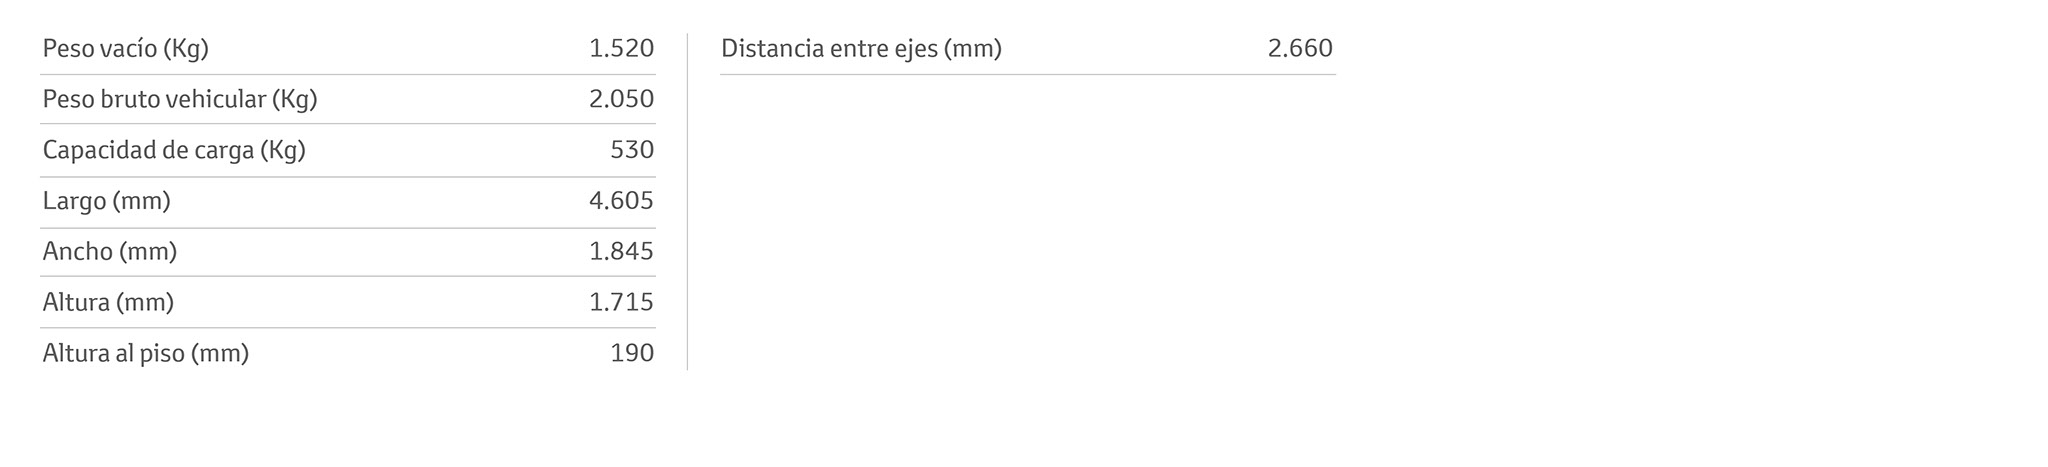 Peso vacío (Kg) 1.520
Peso bruto vehicular (Kg) 2.050
Capacidad de carga (Kg) 530
Largo (mm) 4.605
Ancho (mm) 1.845
Altura (mm) 1.715
Altura al piso (mm) 190
Distancia entre ejes (mm) 2.660